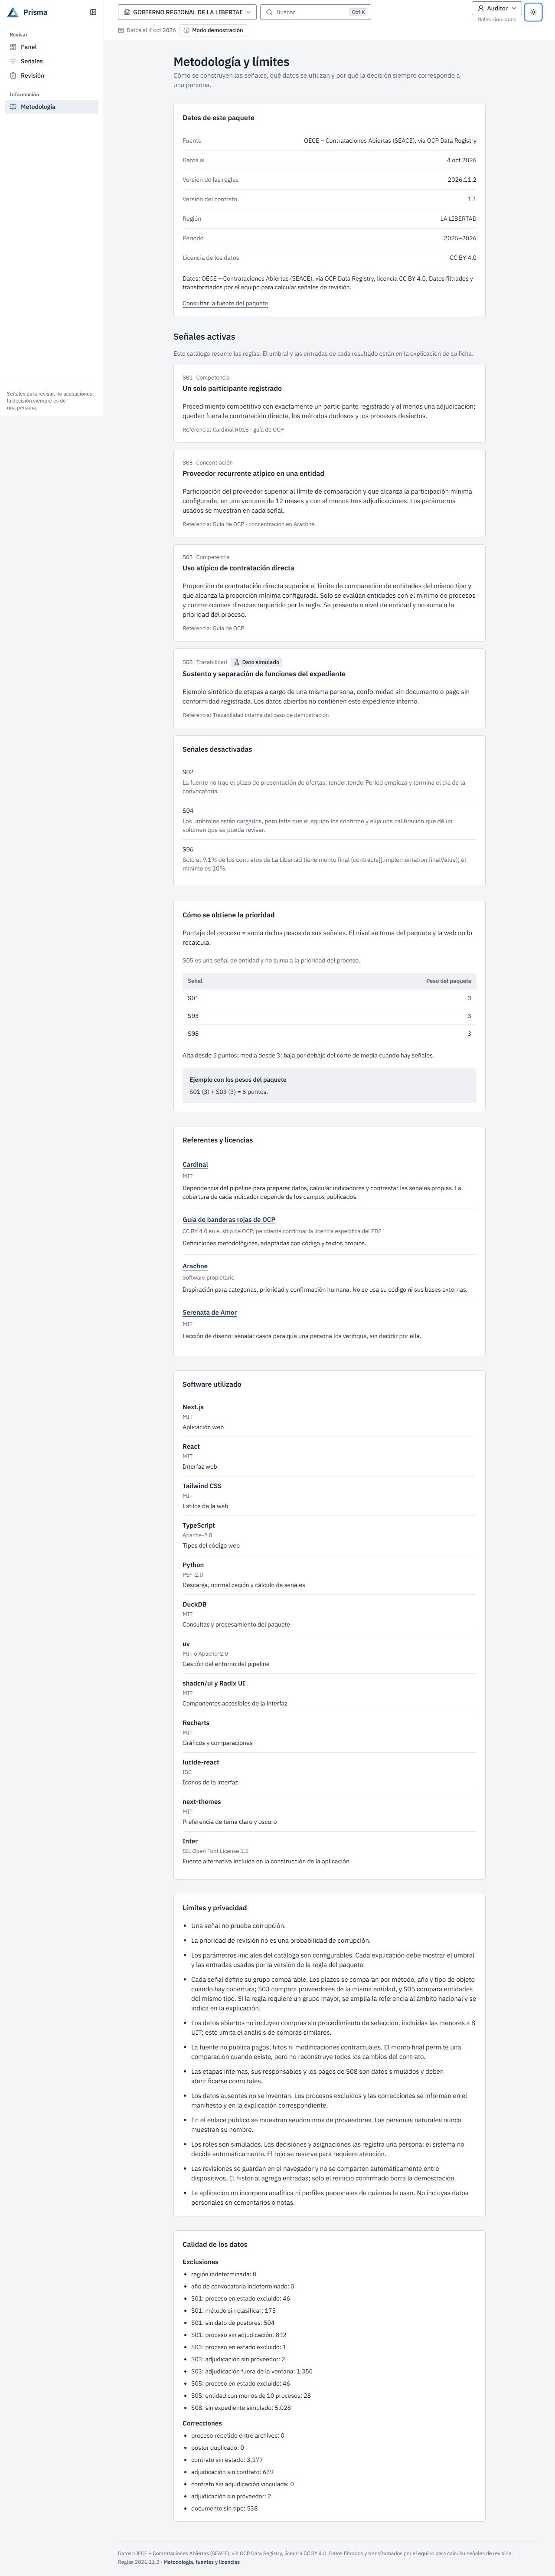 Prisma
Revisar
Panel
Señales
Revisión
Información
Metodología
Señales para revisar, no acusaciones:
la decisión siempre es de
una persona.
GOBIERNO REGIONAL DE LA LIBERTAD
Buscar
Ctrl K
Auditor
Roles simulados
Datos al 4 oct 2026
Modo demostración
Metodología y límites
Cómo se construyen las señales, qué datos se utilizan y por qué la decisión siempre corresponde a
una persona.
Datos de este paquete
Fuente OECE – Contrataciones Abiertas (SEACE), vía OCP Data Registry
Datos al 4 oct 2026
Versión de las reglas 2026.11.2
Versión del contrato 1.1
Región LA LIBERTAD
Periodo 2025–2026
Licencia de los datos CC BY 4.0
Datos: OECE – Contrataciones Abiertas (SEACE), vía OCP Data Registry, licencia CC BY 4.0. Datos filtrados y
transformados por el equipo para calcular señales de revisión.
Consultar la fuente del paquete
Señales activas
Este catálogo resume las reglas. El umbral y las entradas de cada resultado están en la explicación de su ficha.
S01 Competencia
Un solo participante registrado
Procedimiento competitivo con exactamente un participante registrado y al menos una adjudicación;
quedan fuera la contratación directa, los métodos dudosos y los procesos desiertos.
Referencia: Cardinal R018 · guía de OCP
S03 Concentración
Proveedor recurrente atípico en una entidad
Participación del proveedor superior al límite de comparación y que alcanza la participación mínima
configurada, en una ventana de 12 meses y con al menos tres adjudicaciones. Los parámetros
usados se muestran en cada señal.
Referencia: Guía de OCP · concentración en Arachne
S05 Competencia
Uso atípico de contratación directa
Proporción de contratación directa superior al límite de comparación de entidades del mismo tipo y
que alcanza la proporción mínima configurada. Solo se evalúan entidades con el mínimo de procesos
y contrataciones directas requerido por la regla. Se presenta a nivel de entidad y no suma a la
prioridad del proceso.
Referencia: Guía de OCP
S08 Trazabilidad Dato simulado
Sustento y separación de funciones del expediente
Ejemplo sintético de etapas a cargo de una misma persona, conformidad sin documento o pago sin
conformidad registrada. Los datos abiertos no contienen este expediente interno.
Referencia: Trazabilidad interna del caso de demostración
Señales desactivadas
S02
La fuente no trae el plazo de presentación de ofertas: tender.tenderPeriod empieza y termina el día de la
convocatoria.
S04
Los umbrales están cargados, pero falta que el equipo los confirme y elija una calibración que dé un
volumen que se pueda revisar.
S06
Solo el 9.1% de los contratos de La Libertad tiene monto final (contracts[].implementation.finalValue); el
mínimo es 10%.
Cómo se obtiene la prioridad
Puntaje del proceso = suma de los pesos de sus señales. El nivel se toma del paquete y la web no lo
recalcula.
S05 es una señal de entidad y no suma a la prioridad del proceso.
Señal Peso del paquete
S01 3
S03 3
S08 3
Alta desde 5 puntos; media desde 3; baja por debajo del corte de media cuando hay señales.
Ejemplo con los pesos del paquete
S01 (3) + S03 (3) = 6 puntos.
Referentes y licencias
Cardinal
MIT
Dependencia del pipeline para preparar datos, calcular indicadores y contrastar las señales propias. La
cobertura de cada indicador depende de los campos publicados.
Guía de banderas rojas de OCP
CC BY 4.0 en el sitio de OCP; pendiente confirmar la licencia específica del PDF
Definiciones metodológicas, adaptadas con código y textos propios.
Arachne
Software propietario
Inspiración para categorías, prioridad y confirmación humana. No se usa su código ni sus bases externas.
Serenata de Amor
MIT
Lección de diseño: señalar casos para que una persona los verifique, sin decidir por ella.
Software utilizado
Next.js
MIT
Aplicación web
React
MIT
Interfaz web
Tailwind CSS
MIT
Estilos de la web
TypeScript
Apache-2.0
Tipos del código web
Python
PSF-2.0
Descarga, normalización y cálculo de señales
DuckDB
MIT
Consultas y procesamiento del paquete
uv
MIT o Apache-2.0
Gestión del entorno del pipeline
shadcn/ui y Radix UI
MIT
Componentes accesibles de la interfaz
Recharts
MIT
Gráficos y comparaciones
lucide-react
ISC
Íconos de la interfaz
next-themes
MIT
Preferencia de tema claro y oscuro
Inter
SIL Open Font License 1.1
Fuente alternativa incluida en la construcción de la aplicación
Límites y privacidad
Una señal no prueba corrupción.
La prioridad de revisión no es una probabilidad de corrupción.
Los parámetros iniciales del catálogo son configurables. Cada explicación debe mostrar el umbral
y las entradas usados por la versión de la regla del paquete.
Cada señal define su grupo comparable. Los plazos se comparan por método, año y tipo de objeto
cuando hay cobertura; S03 compara proveedores de la misma entidad, y S05 compara entidades
del mismo tipo. Si la regla requiere un grupo mayor, se amplía la referencia al ámbito nacional y se
indica en la explicación.
Los datos abiertos no incluyen compras sin procedimiento de selección, incluidas las menores a 8
UIT; esto limita el análisis de compras similares.
La fuente no publica pagos, hitos ni modificaciones contractuales. El monto final permite una
comparación cuando existe, pero no reconstruye todos los cambios del contrato.
Las etapas internas, sus responsables y los pagos de S08 son datos simulados y deben
identificarse como tales.
Los datos ausentes no se inventan. Los procesos excluidos y las correcciones se informan en el
manifiesto y en la explicación correspondiente.
En el enlace público se muestran seudónimos de proveedores. Las personas naturales nunca
muestran su nombre.
Los roles son simulados. Las decisiones y asignaciones las registra una persona; el sistema no
decide automáticamente. El rojo se reserva para requiere atención.
Las revisiones se guardan en el navegador y no se comparten automáticamente entre
dispositivos. El historial agrega entradas; solo el reinicio confirmado borra la demostración.
La aplicación no incorpora analítica ni perfiles personales de quienes la usan. No incluyas datos
personales en comentarios o notas.
Calidad de los datos
Exclusiones
región indeterminada: 0
año de convocatoria indeterminado: 0
S01: proceso en estado excluido: 46
S01: método sin clasificar: 175
S01: sin dato de postores: 504
S01: proceso sin adjudicación: 892
S03: proceso en estado excluido: 1
S03: adjudicación sin proveedor: 2
S03: adjudicación fuera de la ventana: 1,350
S05: proceso en estado excluido: 46
S05: entidad con menos de 10 procesos: 28
S08: sin expediente simulado: 5,028
Correcciones
proceso repetido entre archivos: 0
postor duplicado: 0
contrato sin estado: 3,177
adjudicación sin contrato: 639
contrato sin adjudicación vinculada: 0
adjudicación sin proveedor: 2
documento sin tipo: 538
Datos: OECE – Contrataciones Abiertas (SEACE), vía OCP Data Registry, licencia CC BY 4.0. Datos filtrados y transformados por el equipo para calcular señales de revisión.
Reglas 2026.11.2 · Metodología, fuentes y licencias